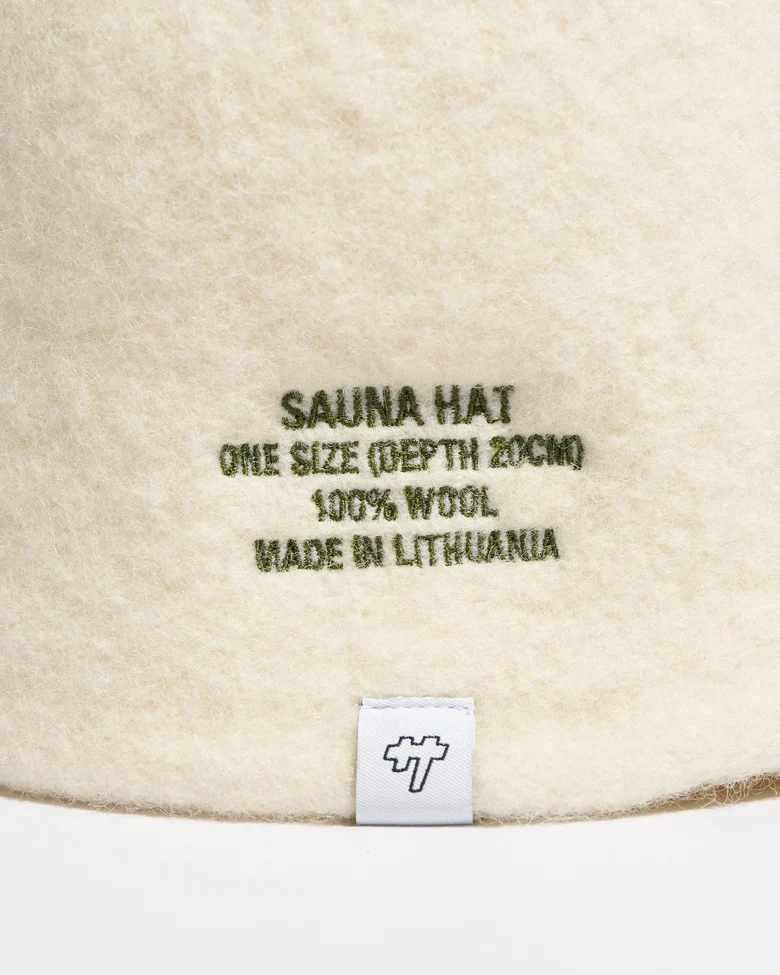 SAUNA HAT
ONE SIZE (DEPTH 20CM)
100% WOOL
MADE IN LITHUANIA